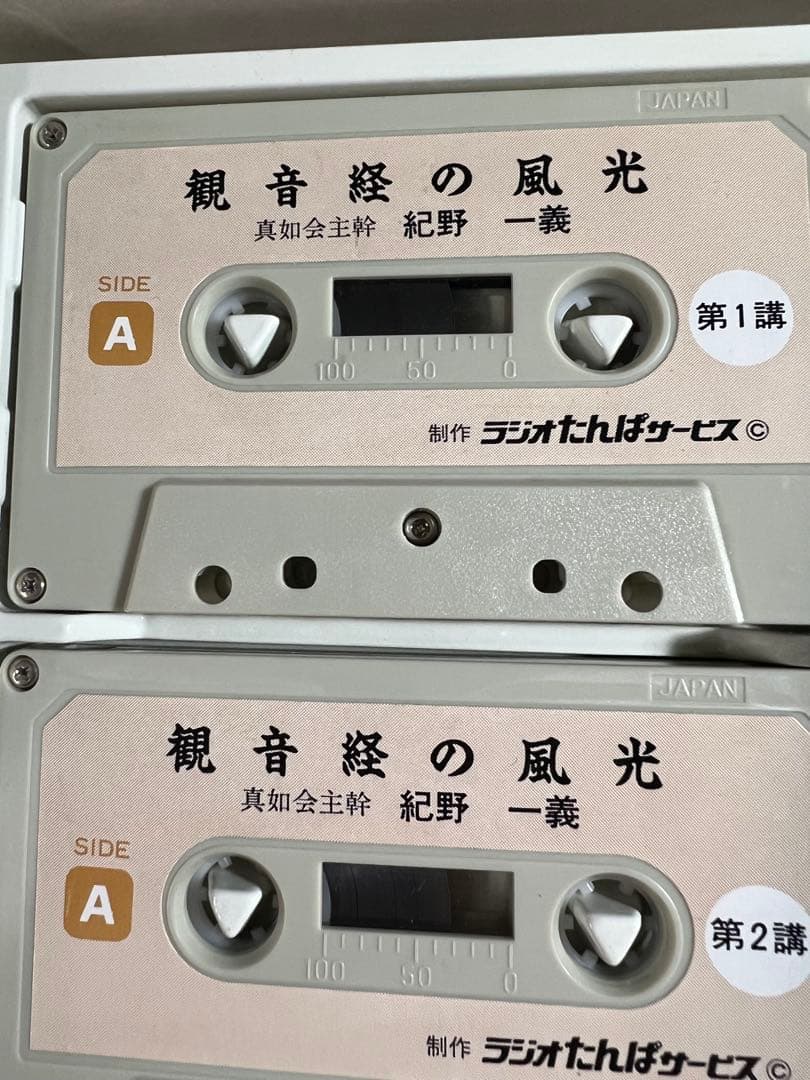 JAPAN
観音経の風光
真如会主幹 紀野 一義
SIDE
A
第1講
100 50 0
制作 ラジオたんぱサービス©
JAPAN
観音経の風光
真如会主幹 紀野 一義
SIDE
A
第2講
100 50 0
制作 ラジオたんぱサービス©